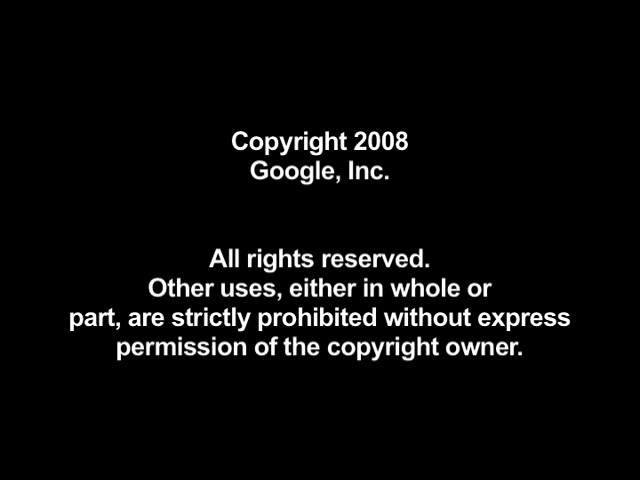 Copyright 2008
Google, Inc.
All rights reserved.
Other uses, either in whole or
part, are strictly prohibited without express
permission of the copyright owner.